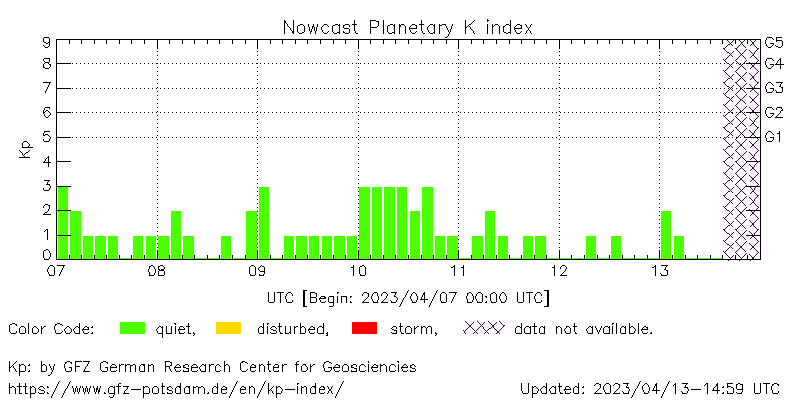 Nowcast Planetary K index
9 G5
8 G4
7 G3
6 G2
5 G1
Kp
4
3
2
1
0
07 08 09 10 11 12 13
UTC [Begin: 2023/04/07 00:00 UTC]
Color Code: quiet, disturbed, storm, data not available.
Kp: by GFZ German Research Center for Geosciencies
https://www.gfz-potsdam.de/en/kp-index/ Updated: 2023/04/13-14:59 UTC